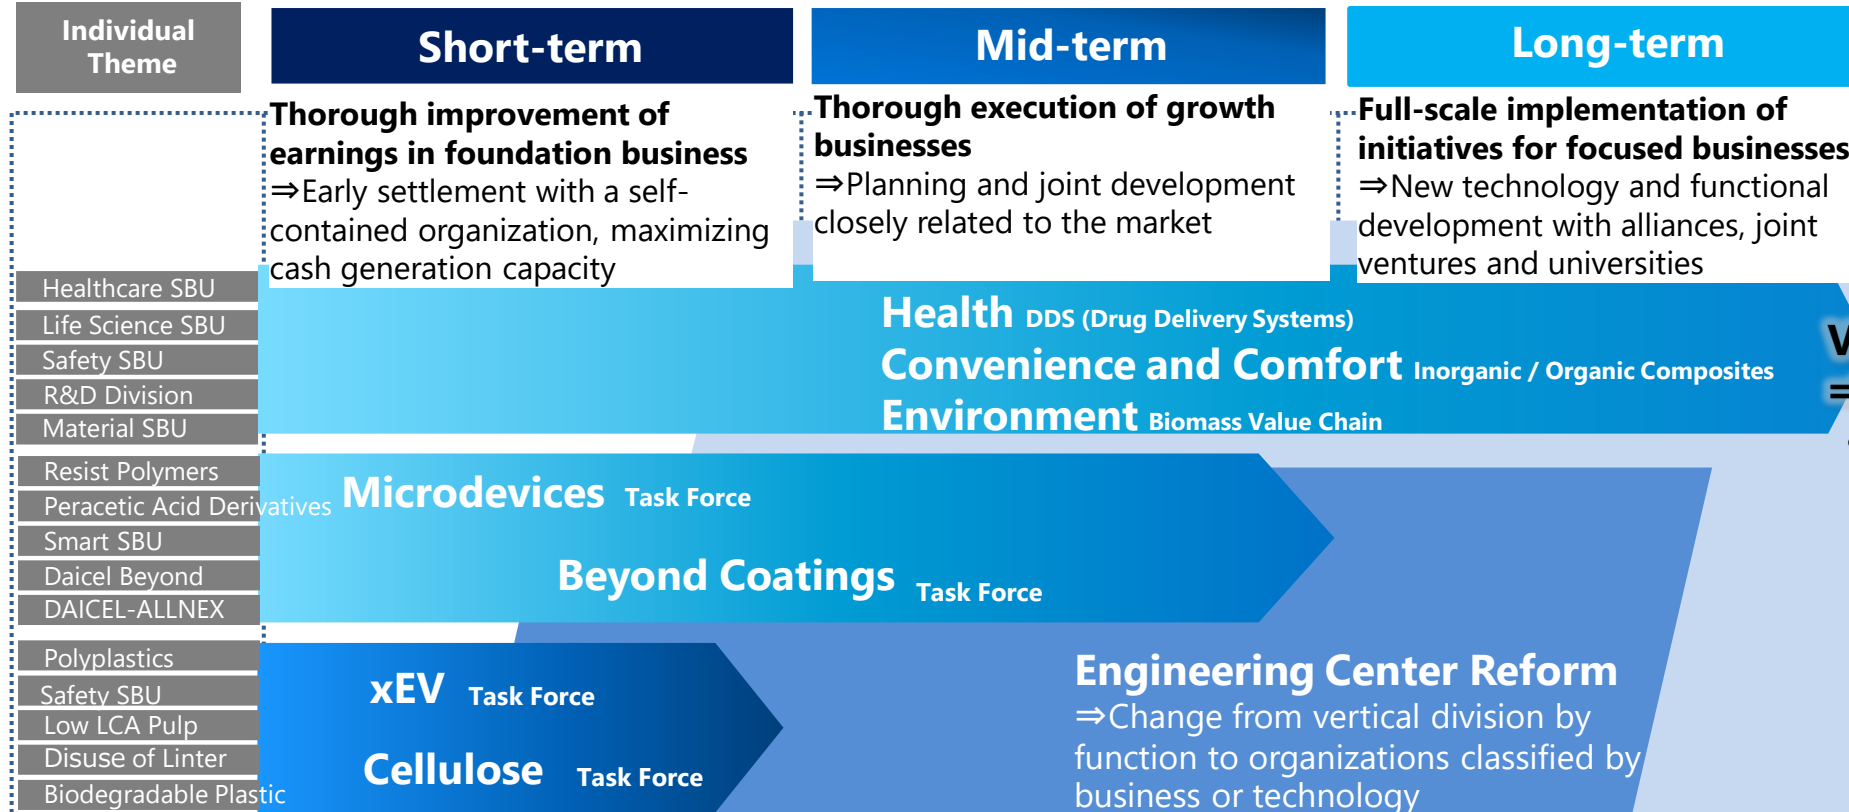 Individual
Theme
Short-term
Mid-term
Long-term
Thorough improvement of
earnings in foundation business
⇒Early settlement with a self-
contained organization, maximizing
cash generation capacity
Thorough execution of growth
businesses
⇒Planning and joint development
closely related to the market
Full-scale implementation of
initiatives for focused businesses
⇒New technology and functional
development with alliances, joint
ventures and universities
Healthcare SBU
Life Science SBU
Safety SBU
R&D Division
Material SBU
Health DDS (Drug Delivery Systems)
Convenience and Comfort Inorganic / Organic Composites
Environment Biomass Value Chain
Resist Polymers
Peracetic Acid Derivatives
Smart SBU
Daicel Beyond
DAICEL-ALLNEX
Microdevices Task Force
Beyond Coatings Task Force
Polyplastics
Safety SBU
Low LCA Pulp
Disuse of Linter
Biodegradable Plastic
xEV Task Force
Cellulose Task Force
Engineering Center Reform
⇒Change from vertical division by
function to organizations classified by
business or technology